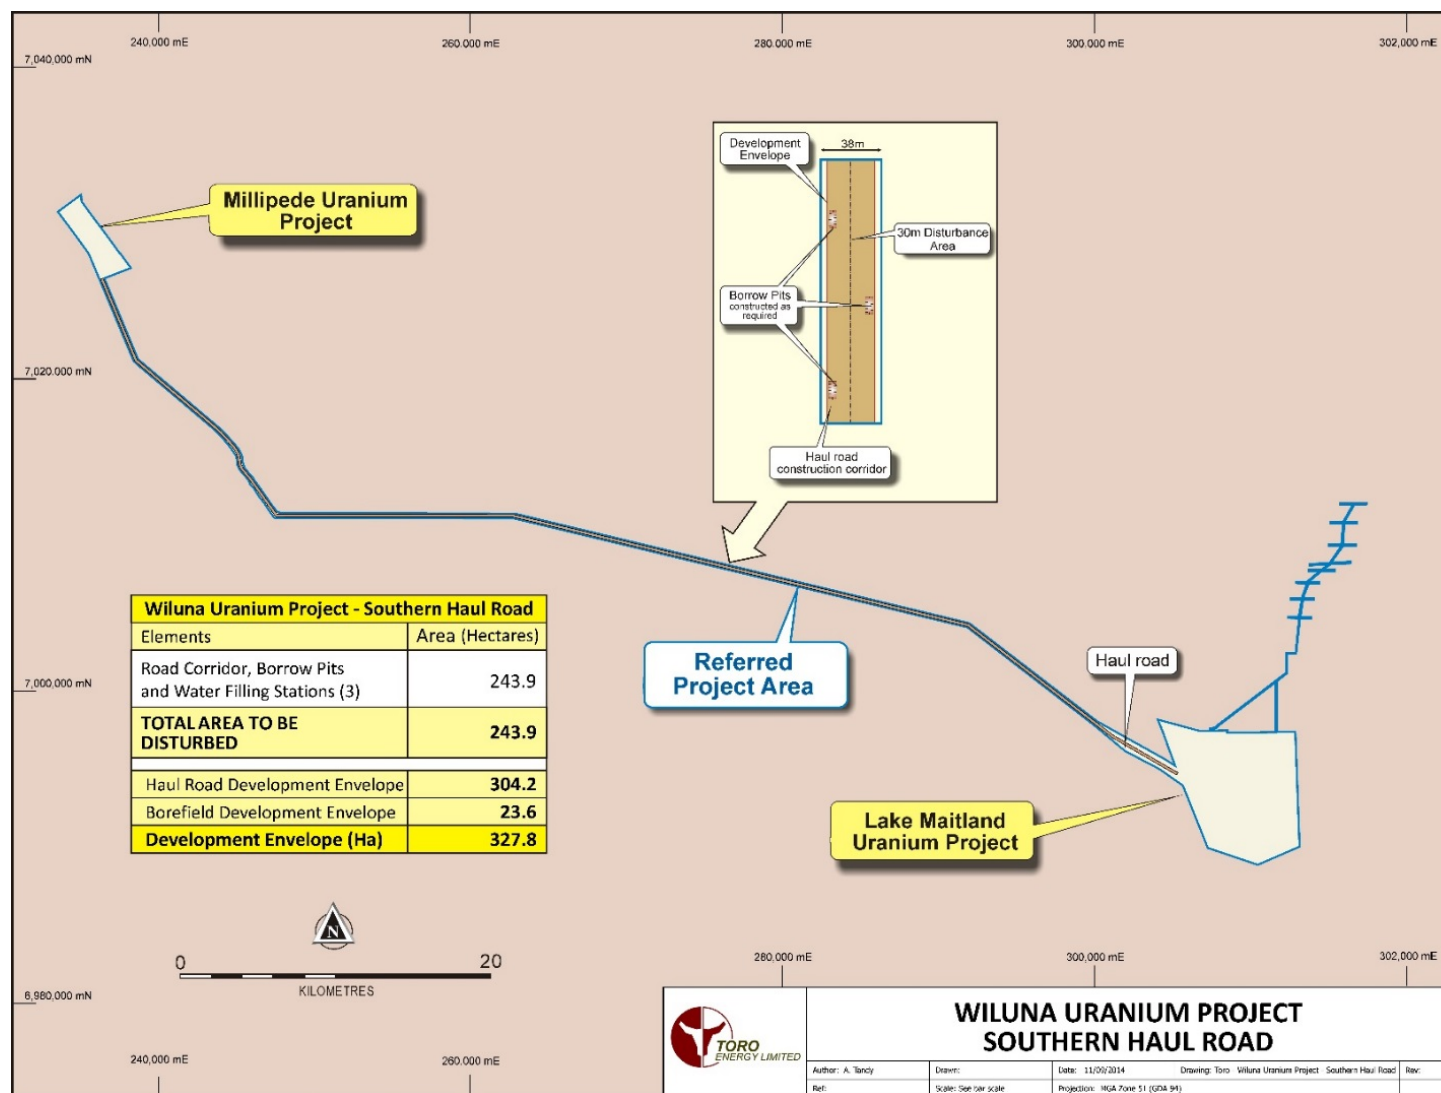 240,000 mE
260.000 mE
280.000 mE
300.000 mE
302,000 mE
7,040,000 mN
Development
Envelope
38m
Millipede Uranium
Project
30m Disturbance
Area
Borrow Pits
constructed as
required
7,020.000 mN
Haul road
construction corridor
Wiluna Uranium Project - Southern Haul Road
Elements Area (Hectares)
Road Corridor, Borrow Pits
and Water Filling Stations (3) 243.9
TOTAL AREA TO BE
DISTURBED 243.9
Haul Road Development Envelope 304.2
Borefield Development Envelope 23.6
Development Envelope (Ha) 327.8
Referred
Project Area
Haul road
7,000,000 mN
Lake Maitland
Uranium Project
N
0 20
KILOMETRES
280,000 mE
300,000 mE
302,000 mE
6,980,000 mN
240,000 mE
260.000 mE
TORO
ENERGY LIMITED
WILUNA URANIUM PROJECT
SOUTHERN HAUL ROAD
Author: A. Tandy Drawn: Date: 11/09/2014 Drawing: Toro Wiluna Uranium Project Southern Haul Road Rev:
Ref: Scale: See bar scale Projection: MGA Zone 51 (GDA 94)